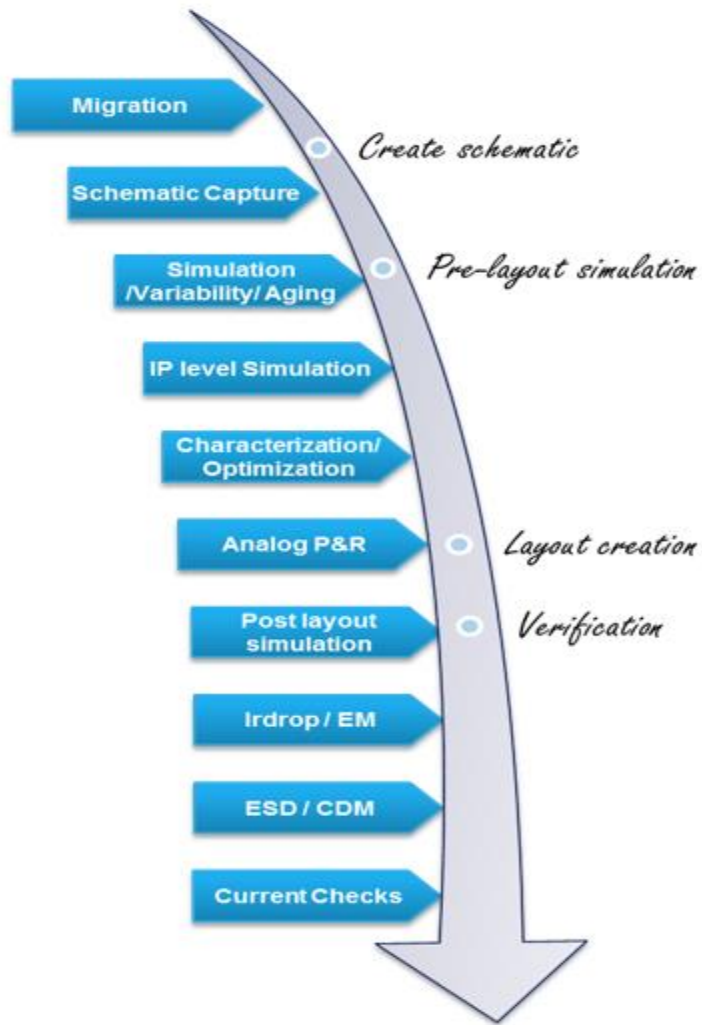 Migration
Create schematic
Schematic Capture
Simulation
/Variability/ Aging
Pre-layout simulation
IP level Simulation
Characterization/
Optimization
Analog P&R
Layout creation
Post layout
simulation
Verification
Irdrop / EM
ESD / CDM
Current Checks